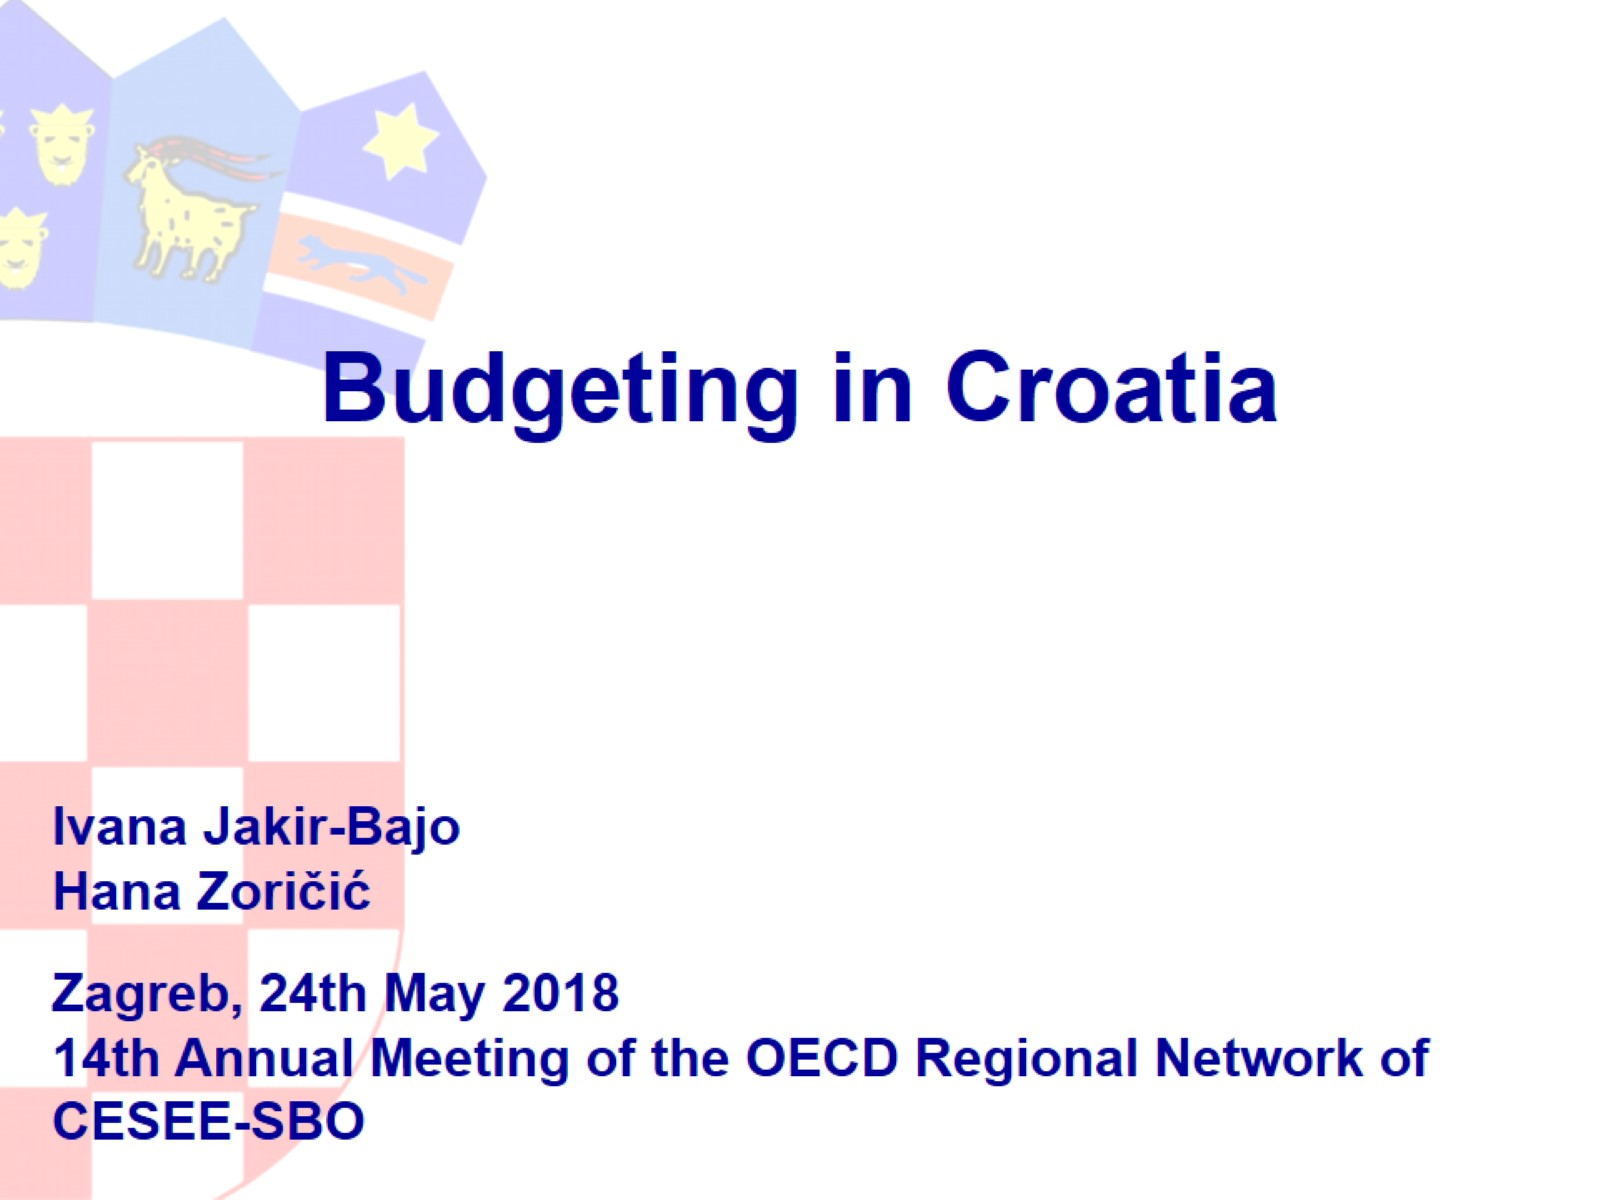 Budgeting in Croatia
Ivana Jakir-Bajo
Hana Zoričić
Zagreb, 24th May 2018
14th Annual Meeting of the OECD Regional Network of
CESEE-SBO